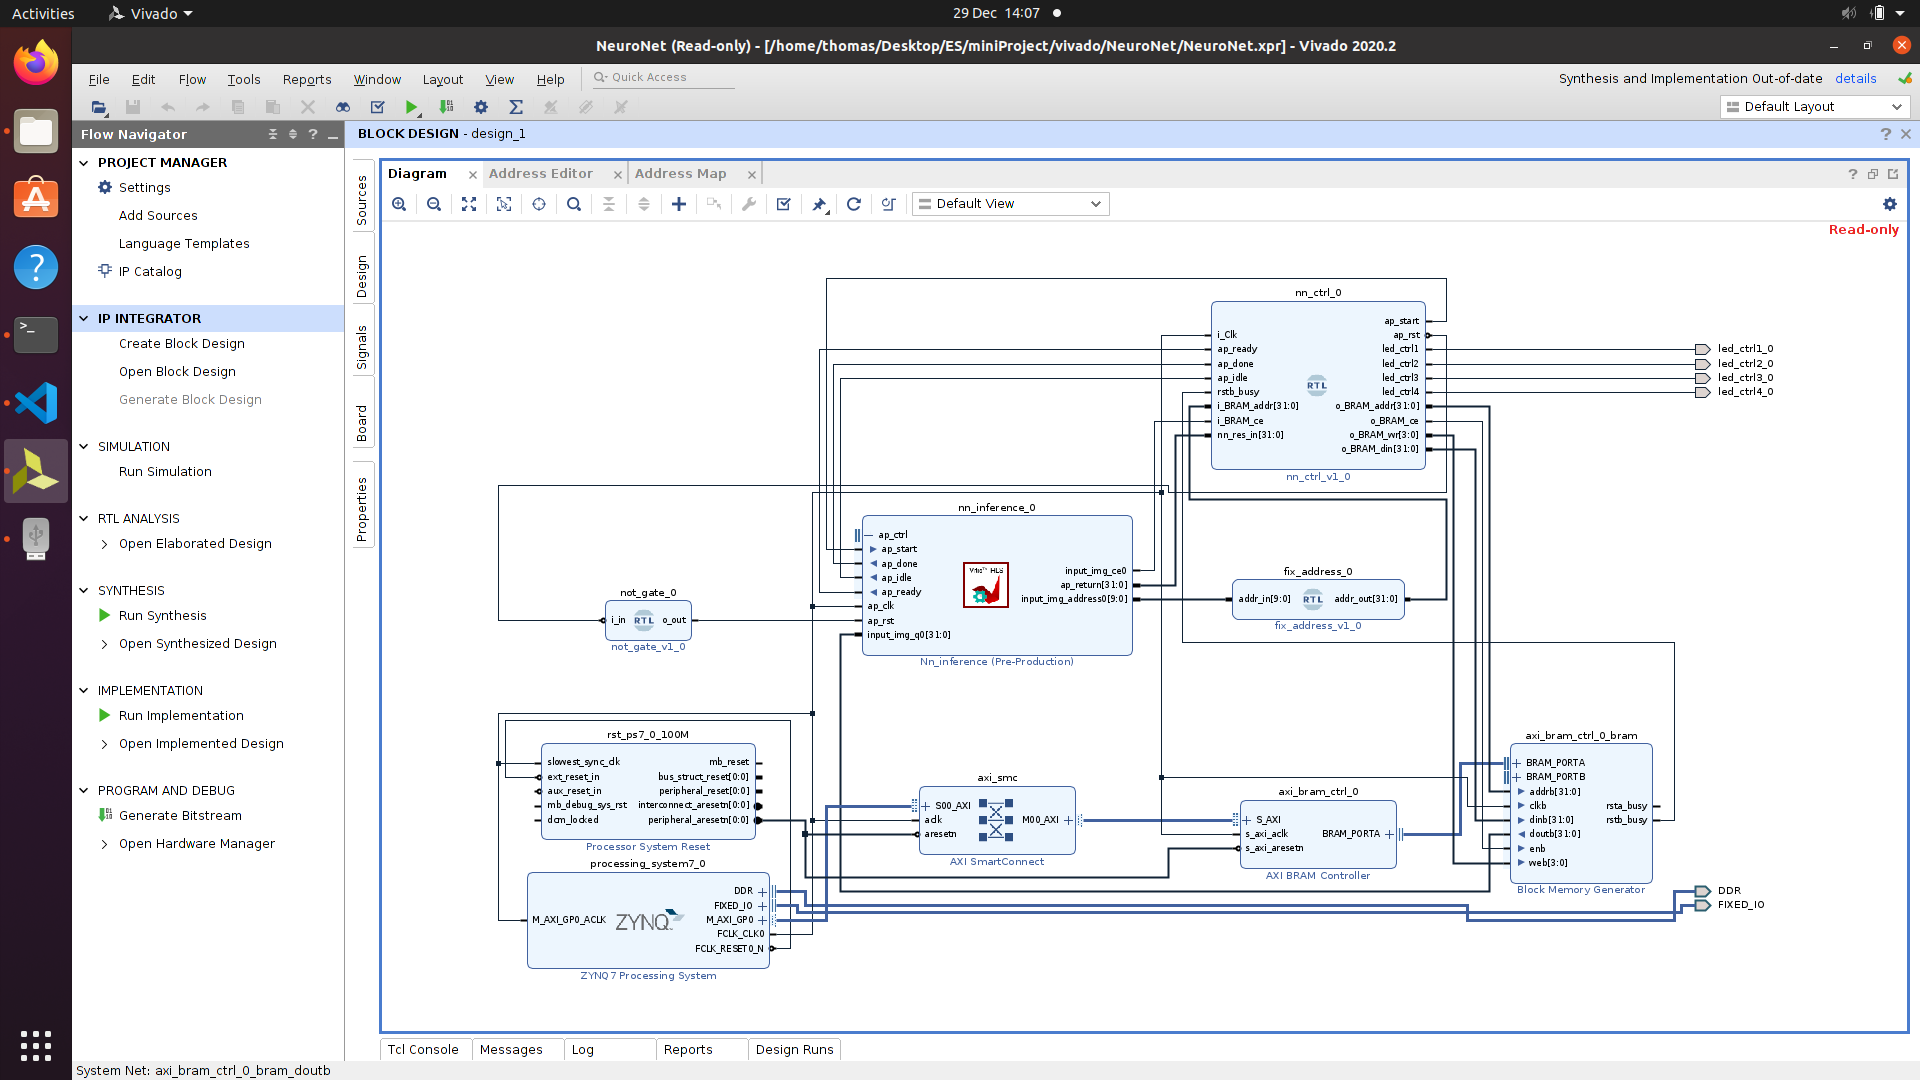 Activities
Vivado
29 Dec 14:07
NeuroNet (Read-only) - [/home/thomas/Desktop/ES/miniProject/vivado/NeuroNet/NeuroNet.xpr] - Vivado 2020.2
File Edit Flow Tools Reports Window Layout View Help
Quick Access
Synthesis and Implementation Out-of-date details
Default Layout
Flow Navigator
PROJECT MANAGER
Settings
Add Sources
Language Templates
IP Catalog
IP INTEGRATOR
Create Block Design
Open Block Design
Generate Block Design
SIMULATION
Run Simulation
RTL ANALYSIS
Open Elaborated Design
SYNTHESIS
Run Synthesis
Open Synthesized Design
IMPLEMENTATION
Run Implementation
Open Implemented Design
PROGRAM AND DEBUG
Generate Bitstream
Open Hardware Manager
BLOCK DESIGN - design_1
Sources
Design
Signals
Board
Properties
Diagram
Address Editor
Address Map
Default View
Read-only
nn_ctrl_0
i_Clk
ap_ready
ap_done
ap_idle
rstb_busy
i_BRAM_addr[31:0]
i_BRAM_ce
nn_res_in[31:0]
RTL
ap_start
ap_rst
led_ctrl1
led_ctrl2
led_ctrl3
led_ctrl4
o_BRAM_addr[31:0]
o_BRAM_ce
o_BRAM_wr[3:0]
o_BRAM_din[31:0]
nn_ctrl_v1_0
led_ctrl1_0
led_ctrl2_0
led_ctrl3_0
led_ctrl4_0
nn_inference_0
ap_ctrl
ap_start
ap_done
ap_idle
ap_ready
ap_clk
ap_rst
input_img_q0[31:0]
Vitis™ HLS
input_img_ce0
ap_return[31:0]
input_img_address0[9:0]
Nn_inference (Pre-Production)
fix_address_0
addr_in[9:0]
RTL
addr_out[31:0]
fix_address_v1_0
not_gate_0
i_in
RTL
o_out
not_gate_v1_0
rst_ps7_0_100M
slowest_sync_clk
ext_reset_in
aux_reset_in
mb_debug_sys_rst
dcm_locked
mb_reset
bus_struct_reset[0:0]
peripheral_reset[0:0]
interconnect_aresetn[0:0]
peripheral_aresetn[0:0]
Processor System Reset
processing_system7_0
M_AXI_GP0_ACLK
ZYNQ
DDR
FIXED_IO
M_AXI_GP0
FCLK_CLK0
FCLK_RESET0_N
ZYNQ7 Processing System
axi_smc
S00_AXI
aclk
aresetn
M00_AXI
AXI SmartConnect
axi_bram_ctrl_0
S_AXI
s_axi_aclk
s_axi_aresetn
BRAM_PORTA
AXI BRAM Controller
axi_bram_ctrl_0_bram
BRAM_PORTA
BRAM_PORTB
addrb[31:0]
clkb
dinb[31:0]
doutb[31:0]
enb
web[3:0]
rsta_busy
rstb_busy
Block Memory Generator
DDR
FIXED_IO
Tcl Console
Messages
Log
Reports
Design Runs
System Net: axi_bram_ctrl_0_bram_doutb